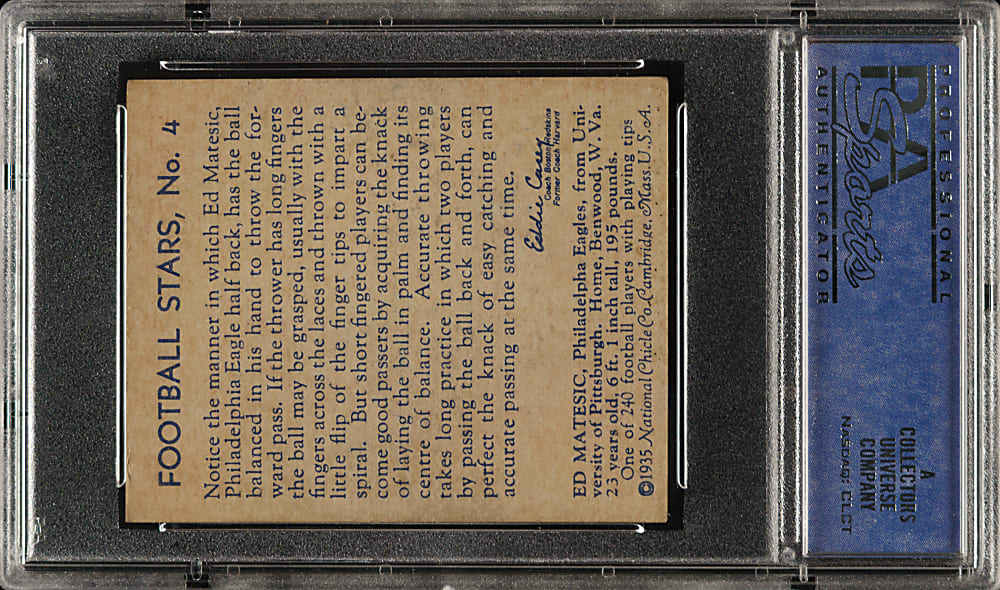 FOOTBALL STARS, No. 4
Notice the manner in which Ed Matesic,
Philadelphia Eagle half back, has the ball
balanced in his hand to throw the for-
ward pass. If the thrower has long fingers
the ball may be grasped, usually with the
fingers across the laces and thrown with a
little flip of the finger tips to impart a
spiral. But short fingered players can be-
come good passers by acquiring the knack
of laying the ball in palm and finding its
centre of balance. Accurate throwing
takes long practice in which two players
by passing the ball back and forth, can
perfect the knack of easy catching and
accurate passing at the same time.
Eddie Casey
Coach Boston Redskins
Former Coach Harvard
ED MATESIC, Philadelphia Eagles, from Uni-
versity of Pittsburgh. Home, Benwood, W. Va.
23 years old, 6 ft. 1 inch tall, 195 pounds.
One of 240 football players with playing tips
©1935 National Chicle Co. Cambridge, Mass. U.S.A.
PROFESSIONAL
PSA
Sports
AUTHENTICATOR
A
COLLECTORS
UNIVERSE
COMPANY
NASDAQ: CLCT